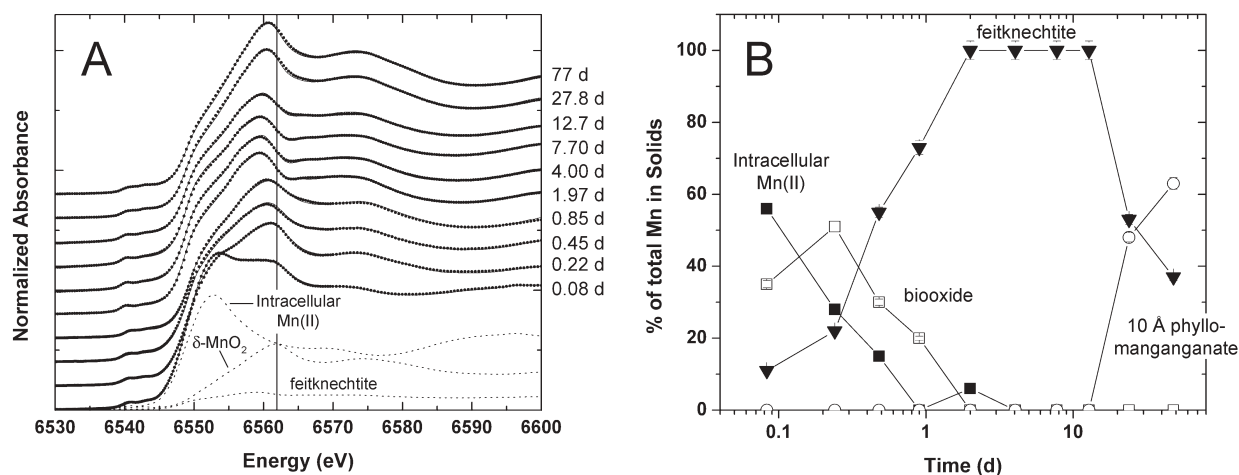 A
Normalized Absorbance
77 d
27.8 d
12.7 d
7.70 d
4.00 d
1.97 d
0.85 d
0.45 d
0.22 d
0.08 d
Intracellular
Mn(II)
δ-MnO2
feitknechtite
6530 6540 6550 6560 6570 6580 6590 6600
Energy (eV)
B
% of total Mn in Solids
100
80
60
40
20
0
feitknechtite
Intracellular
Mn(II)
biooxide
10 Å phyllo-
manganganate
0.1 1 10
Time (d)